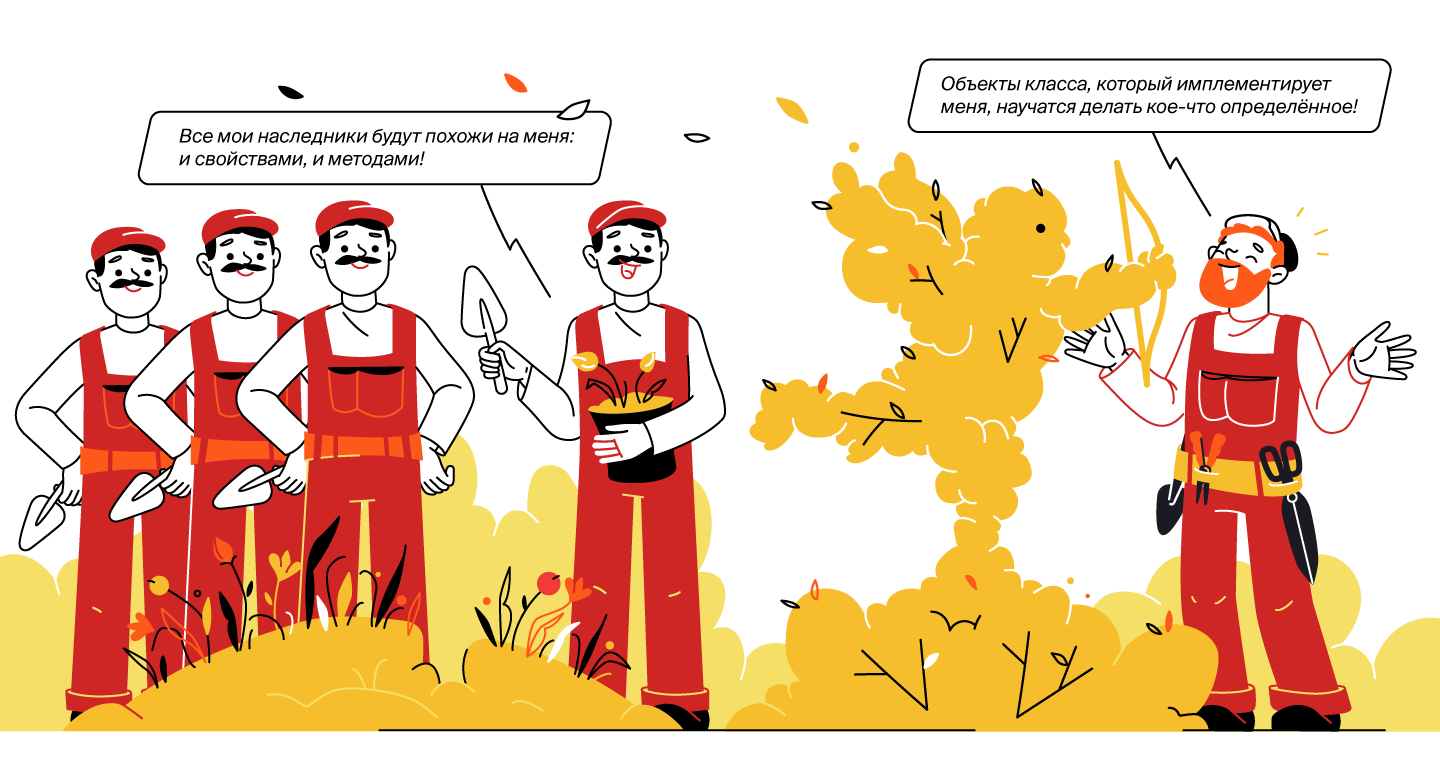 Все мои наследники будут похожи на меня:
и свойствами, и методами!
Объекты класса, который имплементирует
меня, научатся делать кое-что определённое!